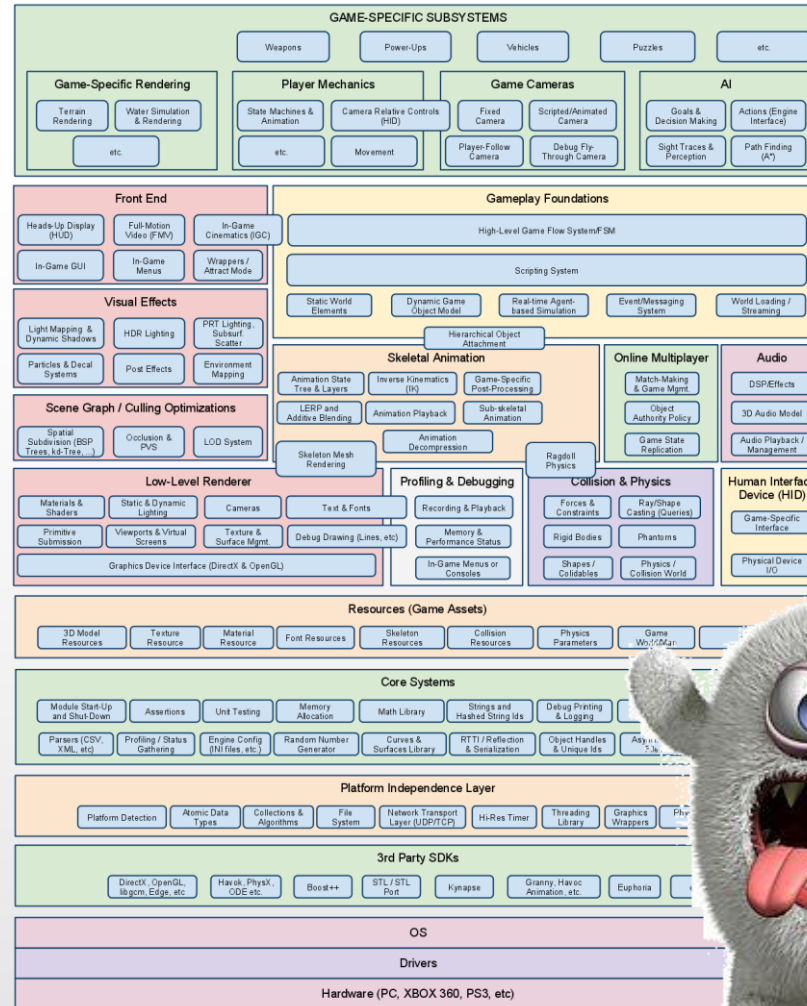 GAME-SPECIFIC SUBSYSTEMS
Weapons
Power-Ups
Vehicles
Puzzles
etc.
Game-Specific Rendering
Terrain
Rendering
Water Simulation
& Rendering
etc.
Player Mechanics
State Machines &
Animation
Camera Relative Controls
(HID)
etc.
Movement
Game Cameras
Fixed
Camera
Scripted/Animated
Camera
Player-Follow
Camera
Debug Fly-
Through Camera
AI
Goals &
Decision Making
Actions (Engine
Interface)
Sight Traces &
Perception
Path Finding
(A*)
Front End
Heads-Up Display
(HUD)
Full-Motion
Video (FMV)
In-Game
Cinematics (IGC)
In-Game GUI
In-Game
Menus
Wrappers /
Attract Mode
Gameplay Foundations
High-Level Game Flow System/FSM
Scripting System
Static World
Elements
Dynamic Game
Object Model
Real-time Agent-
based Simulation
Event/Messaging
System
World Loading /
Streaming
Hierarchical Object
Attachment
Visual Effects
Light Mapping &
Dynamic Shadows
HDR Lighting
PRT Lighting,
Subsurf.
Scatter
Particles & Decal
Systems
Post Effects
Environment
Mapping
Skeletal Animation
Animation State
Tree & Layers
Inverse Kinematics
(IK)
Game-Specific
Post-Processing
LERP and
Additive Blending
Animation Playback
Sub-skeletal
Animation
Animation
Decompression
Skeleton Mesh
Rendering
Ragdoll
Physics
Online Multiplayer
Match-Making
& Game Mgmt.
Object
Authority Policy
Game State
Replication
Audio
DSP/Effects
3D Audio Model
Audio Playback /
Management
Scene Graph / Culling Optimizations
Spatial
Subdivision (BSP
Trees, kd-Tree, ...)
Occlusion &
PVS
LOD System
Low-Level Renderer
Materials &
Shaders
Static & Dynamic
Lighting
Cameras
Text & Fonts
Primitive
Submission
Viewports & Virtual
Screens
Texture &
Surface Mgmt.
Debug Drawing (Lines, etc)
Graphics Device Interface (DirectX & OpenGL)
Profiling & Debugging
Recording & Playback
Memory &
Performance Status
In-Game Menus or
Consoles
Collision & Physics
Forces &
Constraints
Ray/Shape
Casting (Queries)
Rigid Bodies
Phantorns
Shapes /
Colidables
Physics /
Collision World
Human Interface
Device (HID)
Game-Specific
Interface
Physical Device
I/O
Resources (Game Assets)
3D Model
Resources
Texture
Resource
Material
Resource
Font Resources
Skeleton
Resources
Collision
Resources
Physics
Parameters
Game
World/Map
Core Systems
Module Start-Up
and Shut-Down
Assertions
Unit Testing
Memory
Allocation
Math Library
Strings and
Hashed String Ids
Debug Printing
& Logging
Parsers (CSV,
XML, etc)
Profiling / Status
Gathering
Engine Config
(INI files, etc.)
Random Number
Generator
Curves &
Surfaces Library
RTTI / Reflection
& Serialization
Object Handles
& Unique Ids
Platform Independence Layer
Platform Detection
Atomic Data
Types
Collections &
Algorithms
File
System
Network Transport
Layer (UDP/TCP)
Hi-Res Timer
Threading
Library
Graphics
Wrappers
3rd Party SDKs
DirectX, OpenGL,
libgcm, Edge, etc
Havok, PhysX,
ODE etc.
Boost++
STL / STL
Port
Kynapse
Granny, Havoc
Animation, etc.
Euphoria
OS
Drivers
Hardware (PC, XBOX 360, PS3, etc)